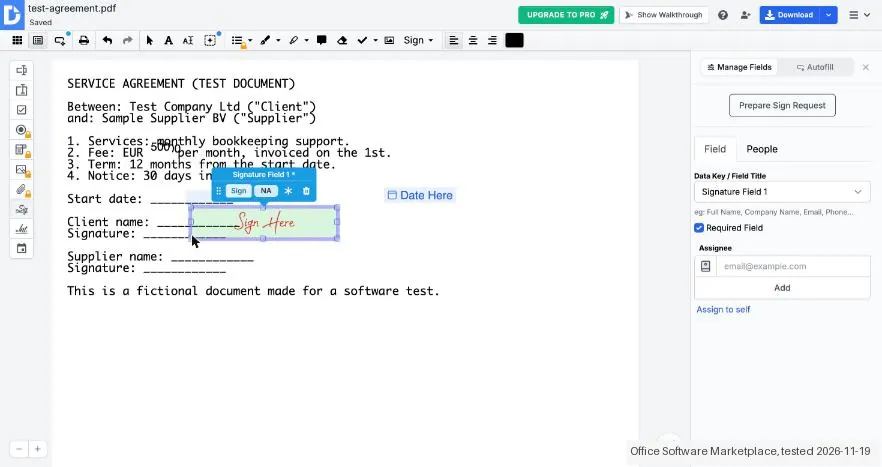 test-agreement.pdf
Saved
UPGRADE TO PRO
Show Walkthrough
Download
Sign
SERVICE AGREEMENT (TEST DOCUMENT)
Between: Test Company Ltd ("Client")
and: Sample Supplier BV ("Supplier")
1. Services: monthly bookkeeping support.
2. Fee: EUR 500 per month, invoiced on the 1st.
3. Term: 12 months from the start date.
4. Notice: 30 days in
Signature Field 1 *
Sign
NA
Start date: ____________
Date Here
Client name: ____________
Sign Here
Signature: ____________
Supplier name: ____________
Signature: ____________
This is a fictional document made for a software test.
Manage Fields
Autofill
Prepare Sign Request
Field
People
Data Key / Field Title
Signature Field 1
eg: Full Name, Company Name, Email, Phone...
Required Field
Assignee
email@example.com
Add
Assign to self
Office Software Marketplace, tested 2026-11-19